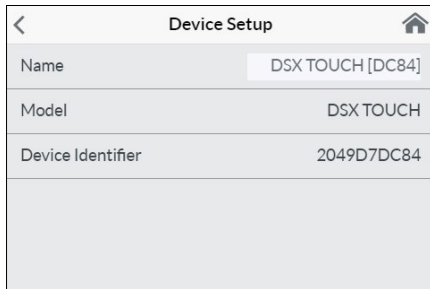 Device Setup
Name DSX TOUCH [DC84]
Model DSX TOUCH
Device Identifier 2049D7DC84